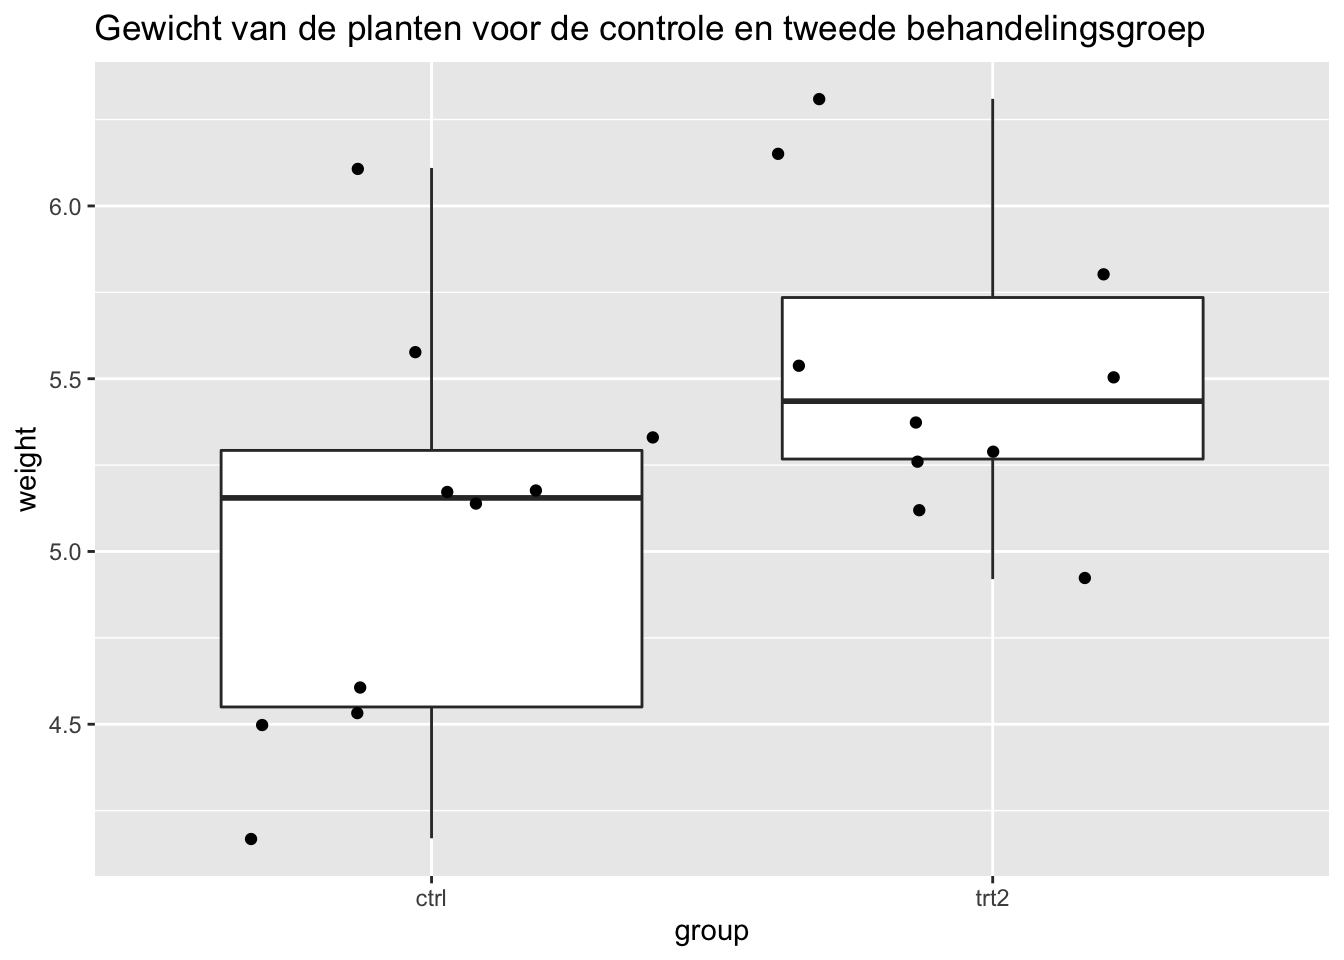 Gewicht van de planten voor de controle en tweede behandelingsgroep
6.0
5.5
5.0
4.5
weight
ctrl
trt2
group